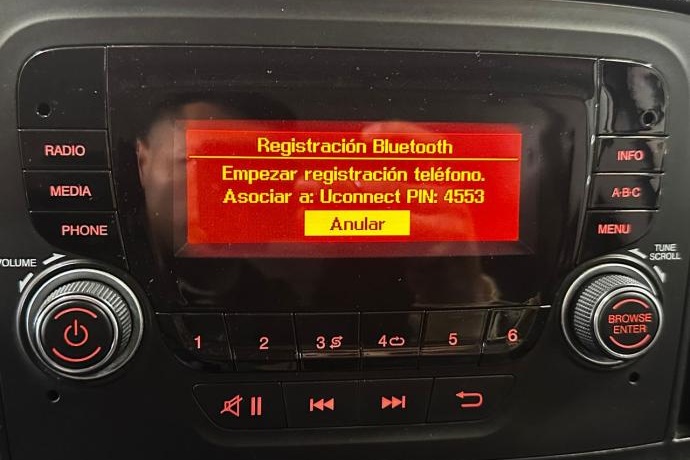 Registración Bluetooth
Empezar registración teléfono.
Asociar a: Uconnect PIN: 4553
Anular
RADIO
MEDIA
PHONE
VOLUME
INFO
A·B·C
MENU
TUNE
SCROLL
BROWSE
ENTER
1 2 3 4 5 6